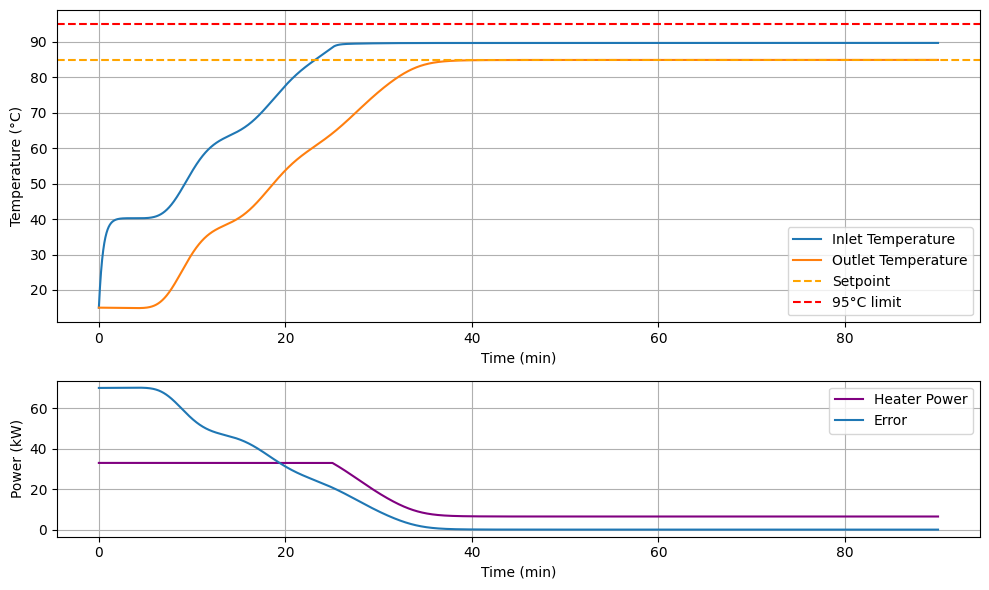 90
80
70
60
50
40
30
20
Temperature (°C)
Inlet Temperature
Outlet Temperature
Setpoint
95°C limit
0
20
40
60
80
Time (min)
60
40
20
0
Power (kW)
Heater Power
Error
0
20
40
60
80
Time (min)